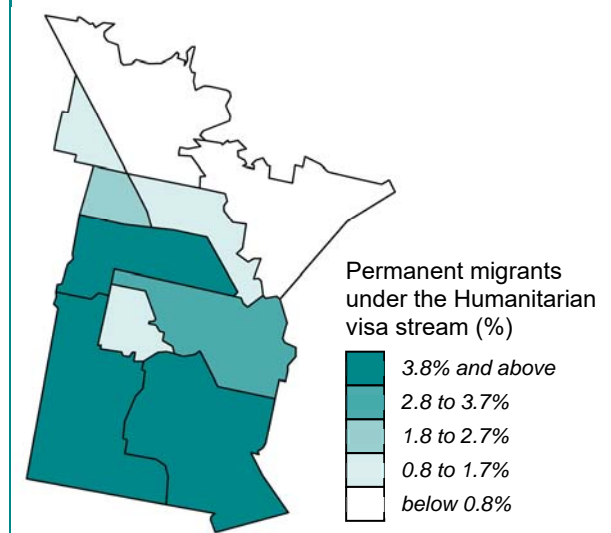 Permanent migrants
under the Humanitarian
visa stream (%)
3.8% and above
2.8 to 3.7%
1.8 to 2.7%
0.8 to 1.7%
below 0.8%